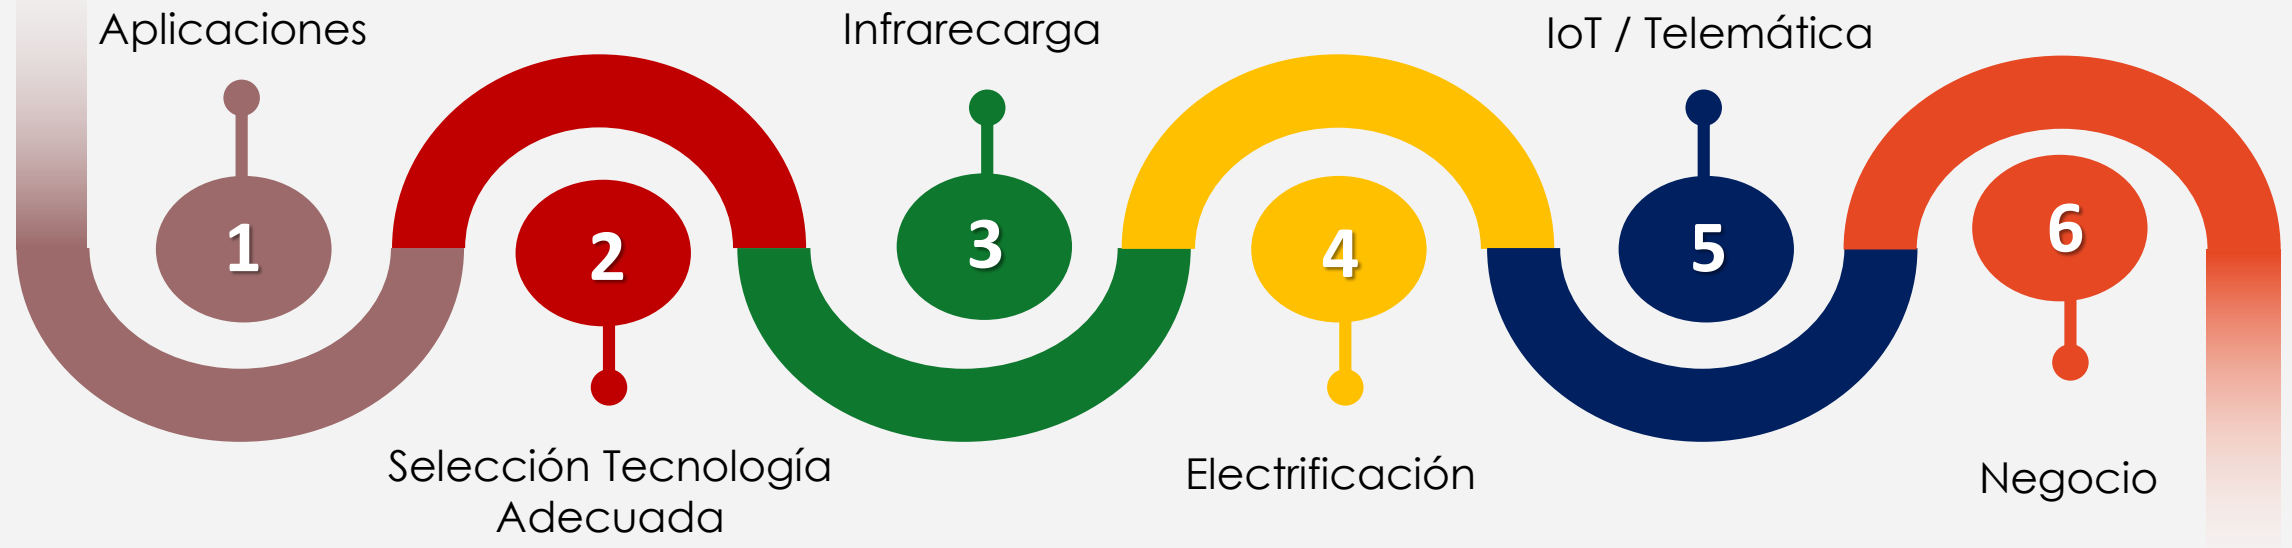 Aplicaciones
1
2
Selección Tecnología
Adecuada
Infrarecarga
3
4
Electrificación
IoT / Telemática
5
6
Negocio